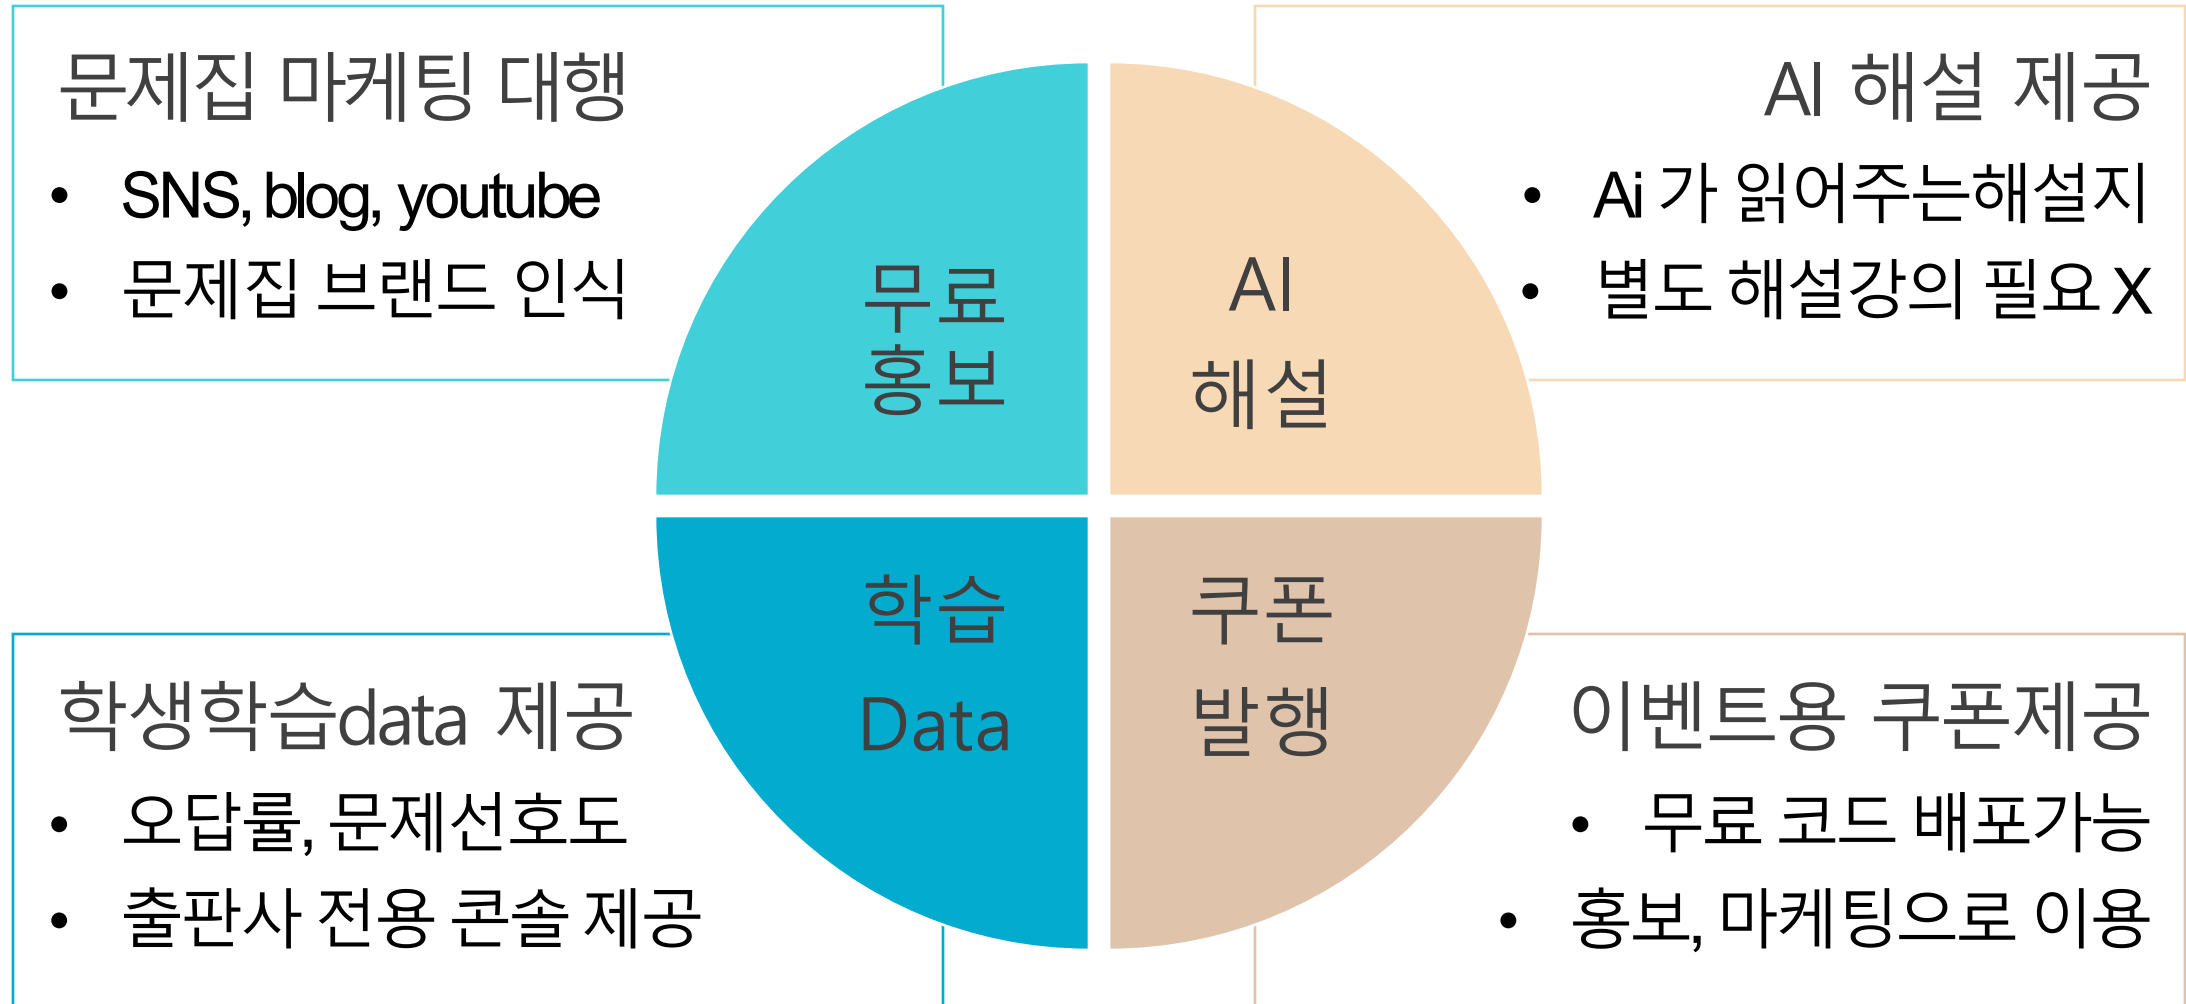 문제집 마케팅 대행
• SNS, blog, youtube
• 문제집 브랜드 인식
AI 해설 제공
• Ai 가 읽어주는해설지
• 별도 해설강의 필요 X
무료
홍보
AI
해설
학습
Data
쿠폰
발행
학생학습data 제공
• 오답률, 문제선호도
• 출판사 전용 콘솔 제공
이벤트용 쿠폰제공
• 무료 코드 배포가능
• 홍보, 마케팅으로 이용